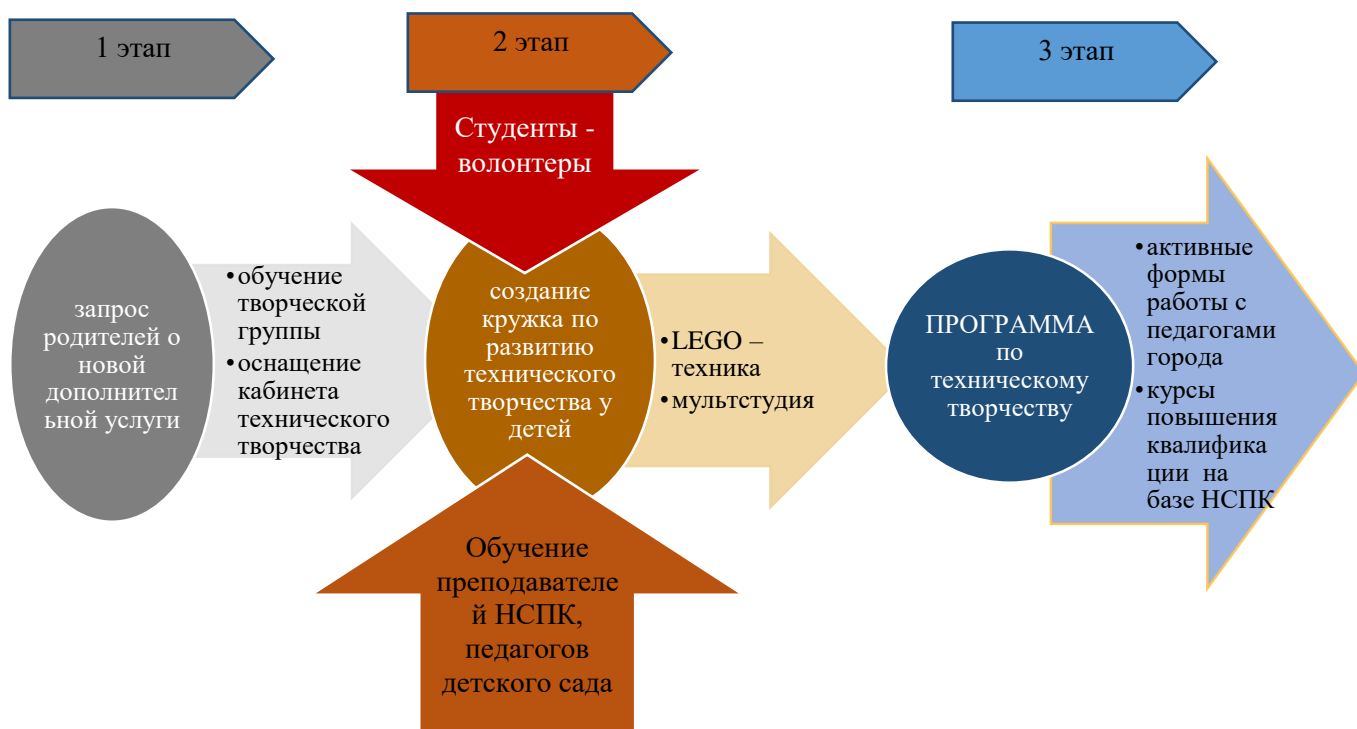 1 этап
2 этап
3 этап
Студенты -
волонтеры
запрос
родителей о
новой
дополнител
ьной услуги
•обучение
творческой
группы
•оснащение
кабинета
технического
творчества
создание
кружка по
развитию
технического
творчества у
детей
•LEGO –
техника
•мультстудия
ПРОГРАММА
по
техническому
творчеству
•активные
формы
работы с
педагогами
города
•курсы
повышения
квалифика
ции на
базе НСПК
Обучение
преподавателе
й НСПК,
педагогов
детского сада